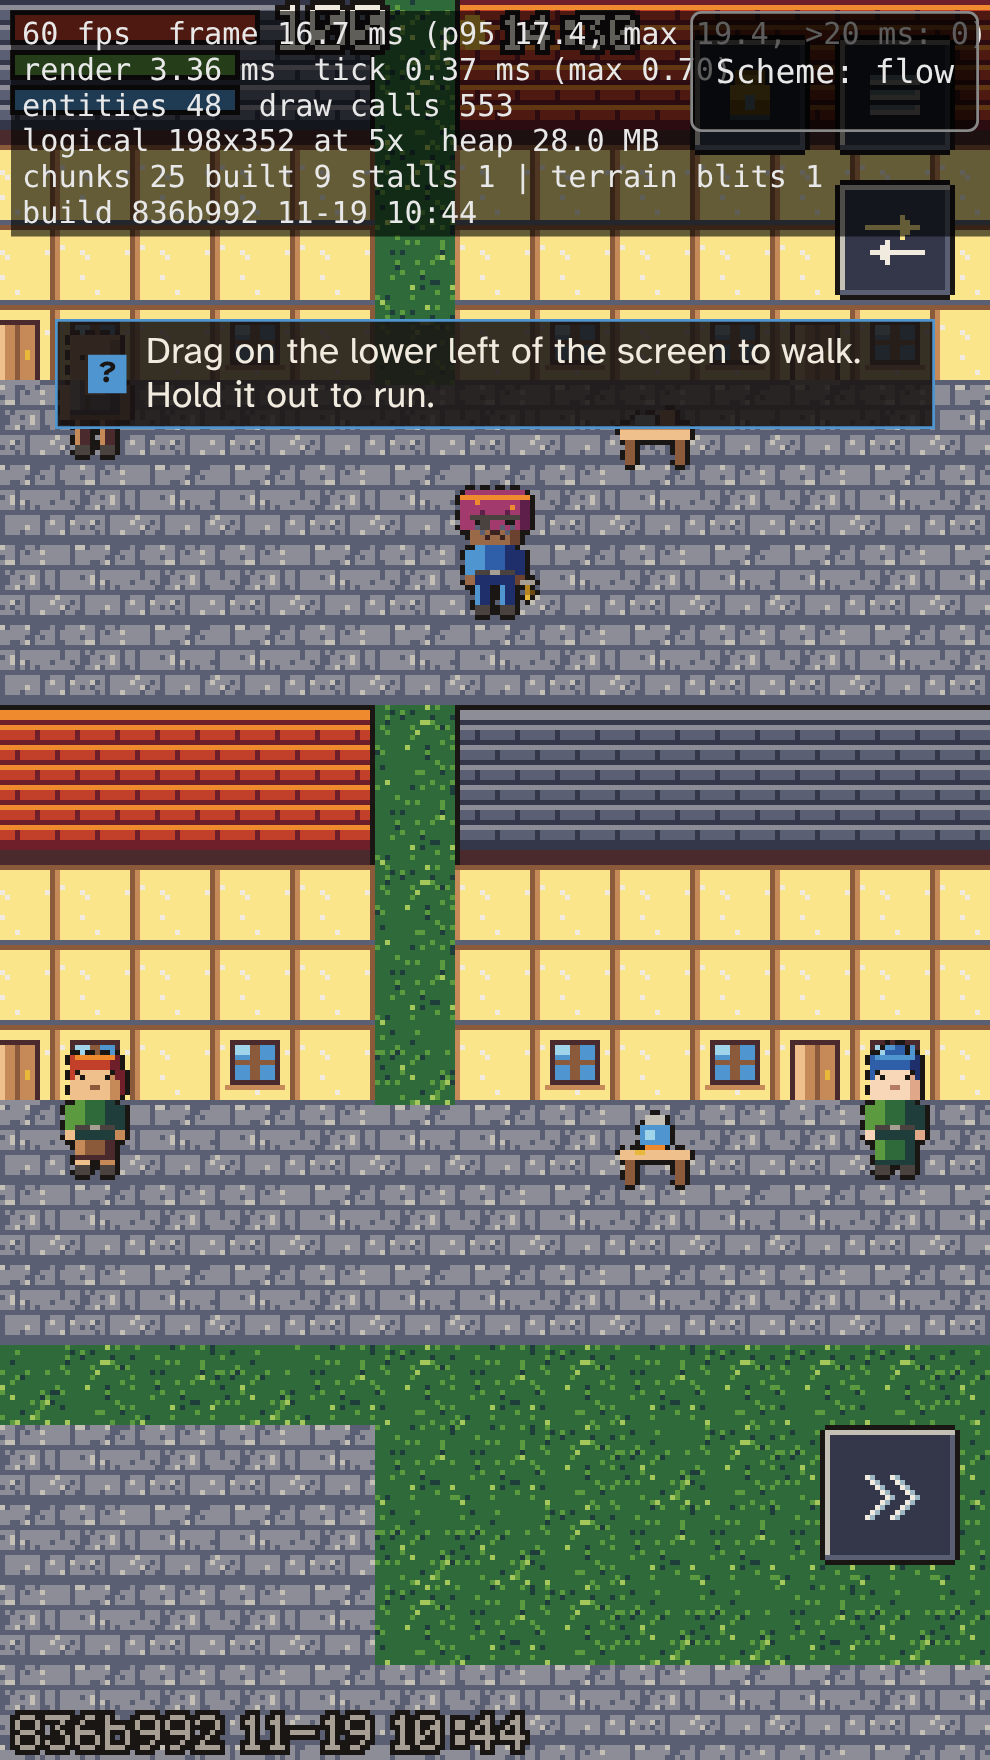 60 fps  frame 16.7 ms (p95 17.4, max 19.4, >20 ms: 0)
render 3.36 ms  tick 0.37 ms (max 0.70)
Scheme: flow
entities 48  draw calls 553
logical 198x352 at 5x  heap 28.0 MB
chunks 25 built 9 stalls 1 | terrain blits 1
build 836b992 11-19 10:44
? Drag on the lower left of the screen to walk.
Hold it out to run.
836b992 11-19 10:44